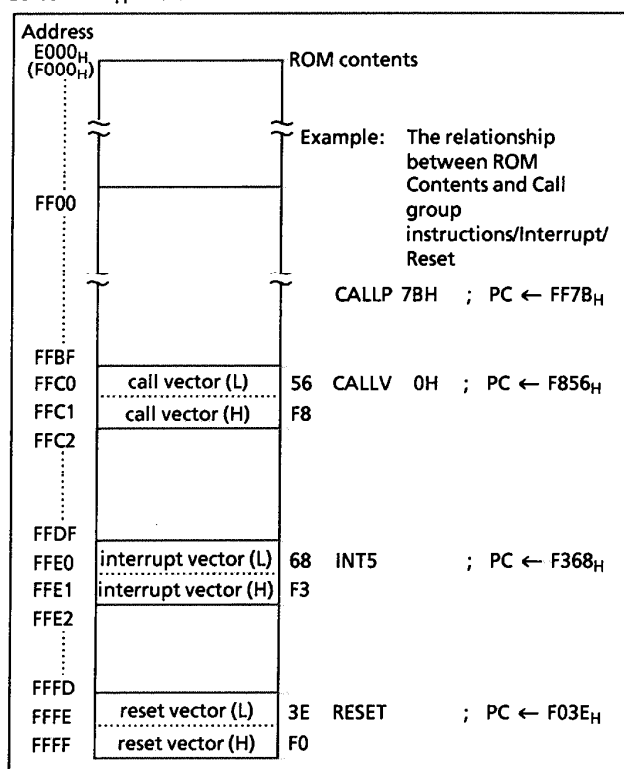 Address
E000H
(F000H)
ROM contents
Example: The relationship
between ROM
Contents and Call
group
instructions/Interrupt/
Reset
FF00
CALLP 7BH ; PC ← FF7BH
FFBF
FFC0 call vector (L) 56 CALLV 0H ; PC ← F856H
FFC1 call vector (H) F8
FFC2
FFDF
FFE0 interrupt vector (L) 68 INT5 ; PC ← F368H
FFE1 interrupt vector (H) F3
FFE2
FFFD
FFFE reset vector (L) 3E RESET ; PC ← F03EH
FFFF reset vector (H) F0